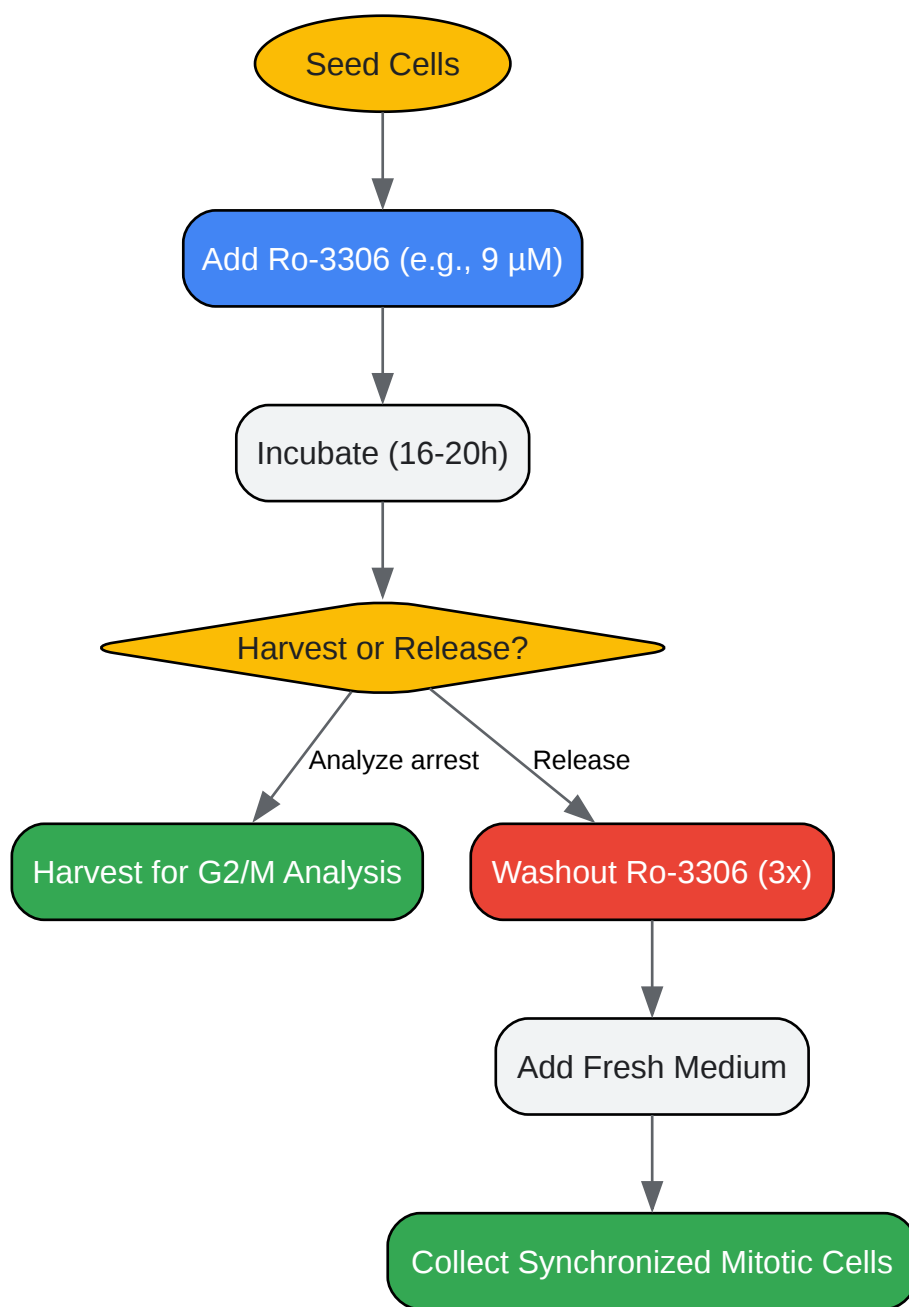 Seed Cells
Add Ro-3306 (e.g., 9 µM)
Incubate (16-20h)
Harvest or Release?
Analyze arrest
Release
Harvest for G2/M Analysis
Washout Ro-3306 (3x)
Add Fresh Medium
Collect Synchronized Mitotic Cells